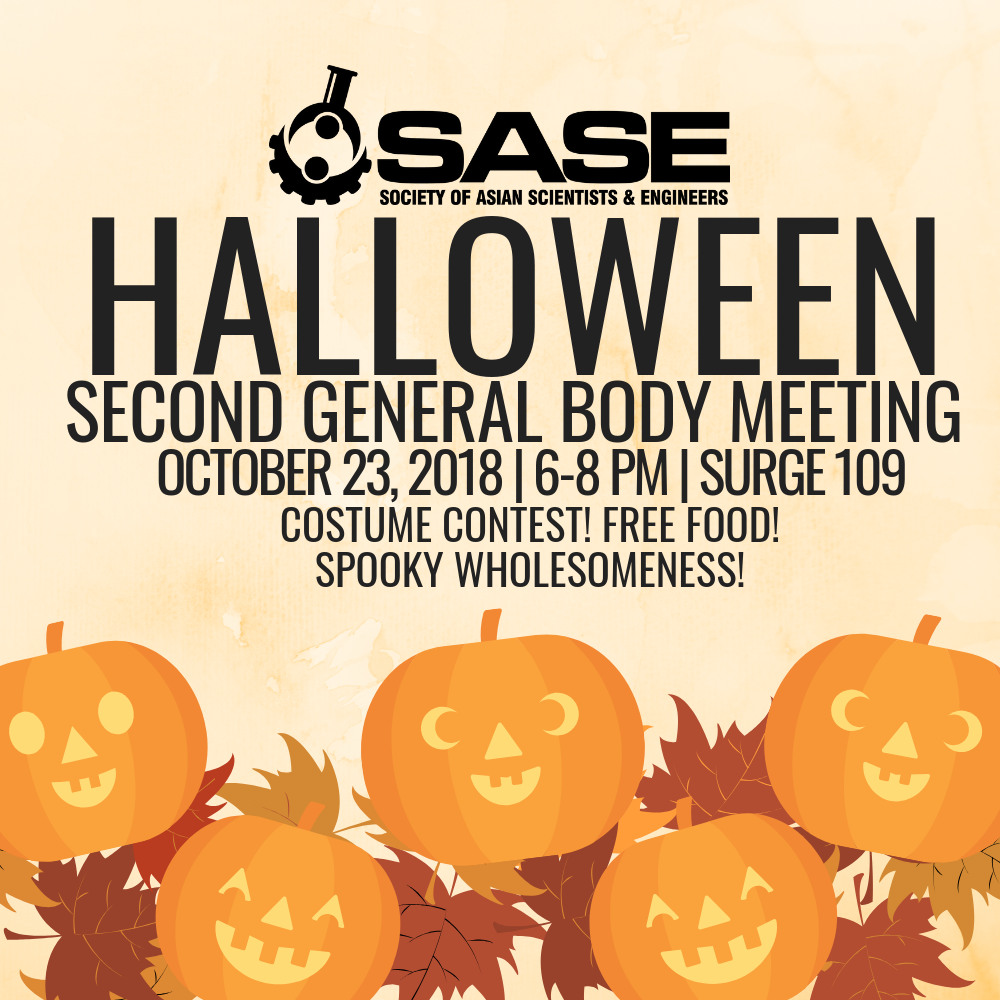 SASE
SOCIETY OF ASIAN SCIENTISTS & ENGINEERS
HALLOWEEN
SECOND GENERAL BODY MEETING
OCTOBER 23, 2018 | 6-8 PM | SURGE 109
COSTUME CONTEST! FREE FOOD!
SPOOKY WHOLESOMENESS!